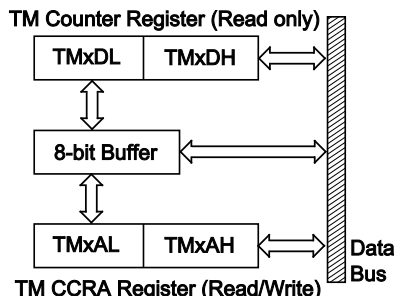 TM Counter Register (Read only)
TMxDL TMxDH
8-bit Buffer
TMxAL TMxAH
Data
Bus
TM CCRA Register (Read/Write)